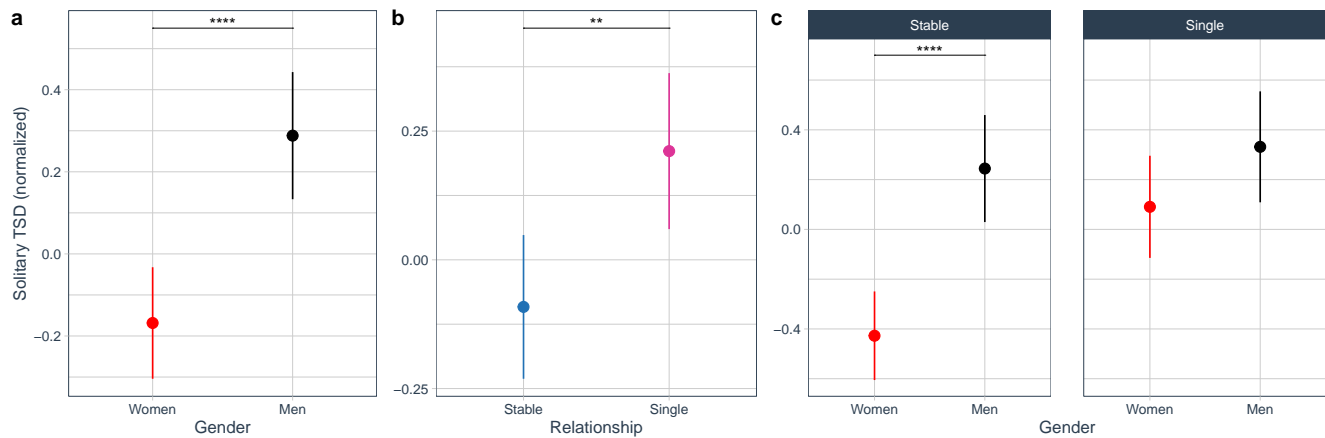 a
****
Solitary TSD (normalized)
0.4
0.2
0.0
−0.2
Women Men
Gender
b
**
0.25
0.00
−0.25
Stable Single
Relationship
c
Stable Single
****
0.4
0.0
−0.4
Women Men Women Men
Gender